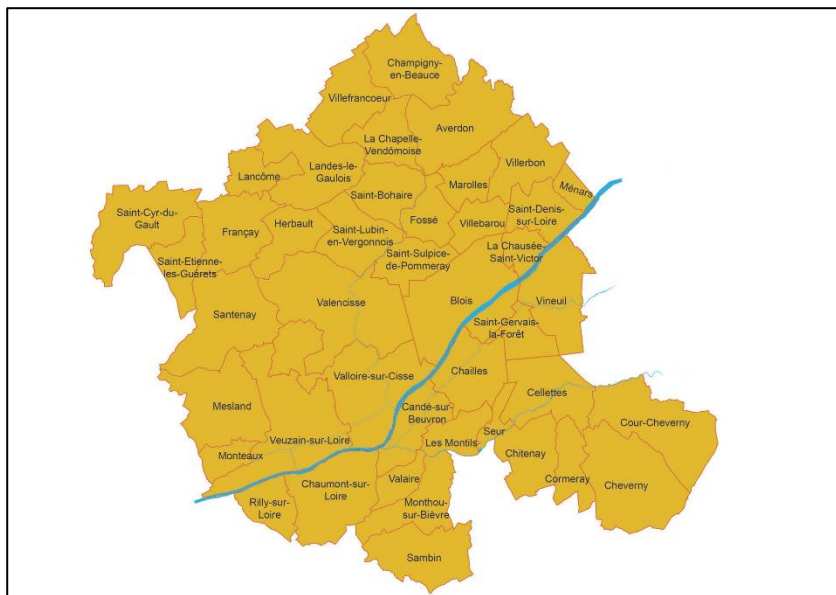 Champigny-
en-Beauce
Villefrancoeur
Averdon
La Chapelle-
Vendômoise
Villerbon
Landes-le-
Gaulois
Lancôme
Marolles
Ménars
Saint-Bohaire
Saint-Cyr-du-
Gault
Saint-Denis-
sur-Loire
Fossé
Villebarou
Herbault
Françay
Saint-Lubin-
en-Vergonnois
La Chausée-
Saint-Victor
Saint-Sulpice-
de-Pommeray
Saint-Etienne-
les-Guérets
Valencisse
Blois
Vineuil
Santenay
Saint-Gervais-
la-Forêt
Chailles
Valloire-sur-Cisse
Cellettes
Mesland
Candé-sur-
Beuvron
Cour-Cheverny
Seur
Veuzain-sur-Loire
Les Montils
Monteaux
Chitenay
Valaire
Cormeray
Chaumont-sur-
Loire
Cheverny
Rilly-sur-
Loire
Monthou-
sur-Bièvre
Sambin